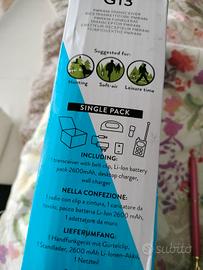 G15
PMR446 TRANSCEIVER
Suggested for:
Hunting
Soft-air
Leisure time
SINGLE PACK
INCLUDING:
1 transceiver with belt clip, Li-Ion battery
pack 2600mAh, desktop charger,
wall charger
NELLA CONFEZIONE:
1 radio con clip a cintura, 1 caricatore da
tavolo, pacco batteria Li-Ion 2600 mAh,
1 adattatore da muro
LIEFERUMFANG:
1 Handfunkgerät mit Gürtelclip,
1 Standlader, 2600 mAh Li-Ionen-Akku,
1 Netzteil
subito